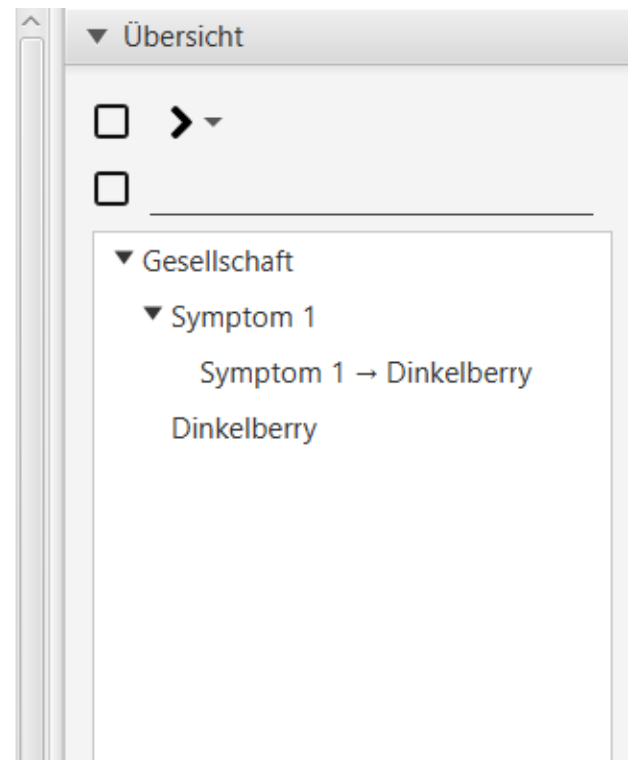 Übersicht
Gesellschaft
Symptom 1
Symptom 1 → Dinkelberry
Dinkelberry